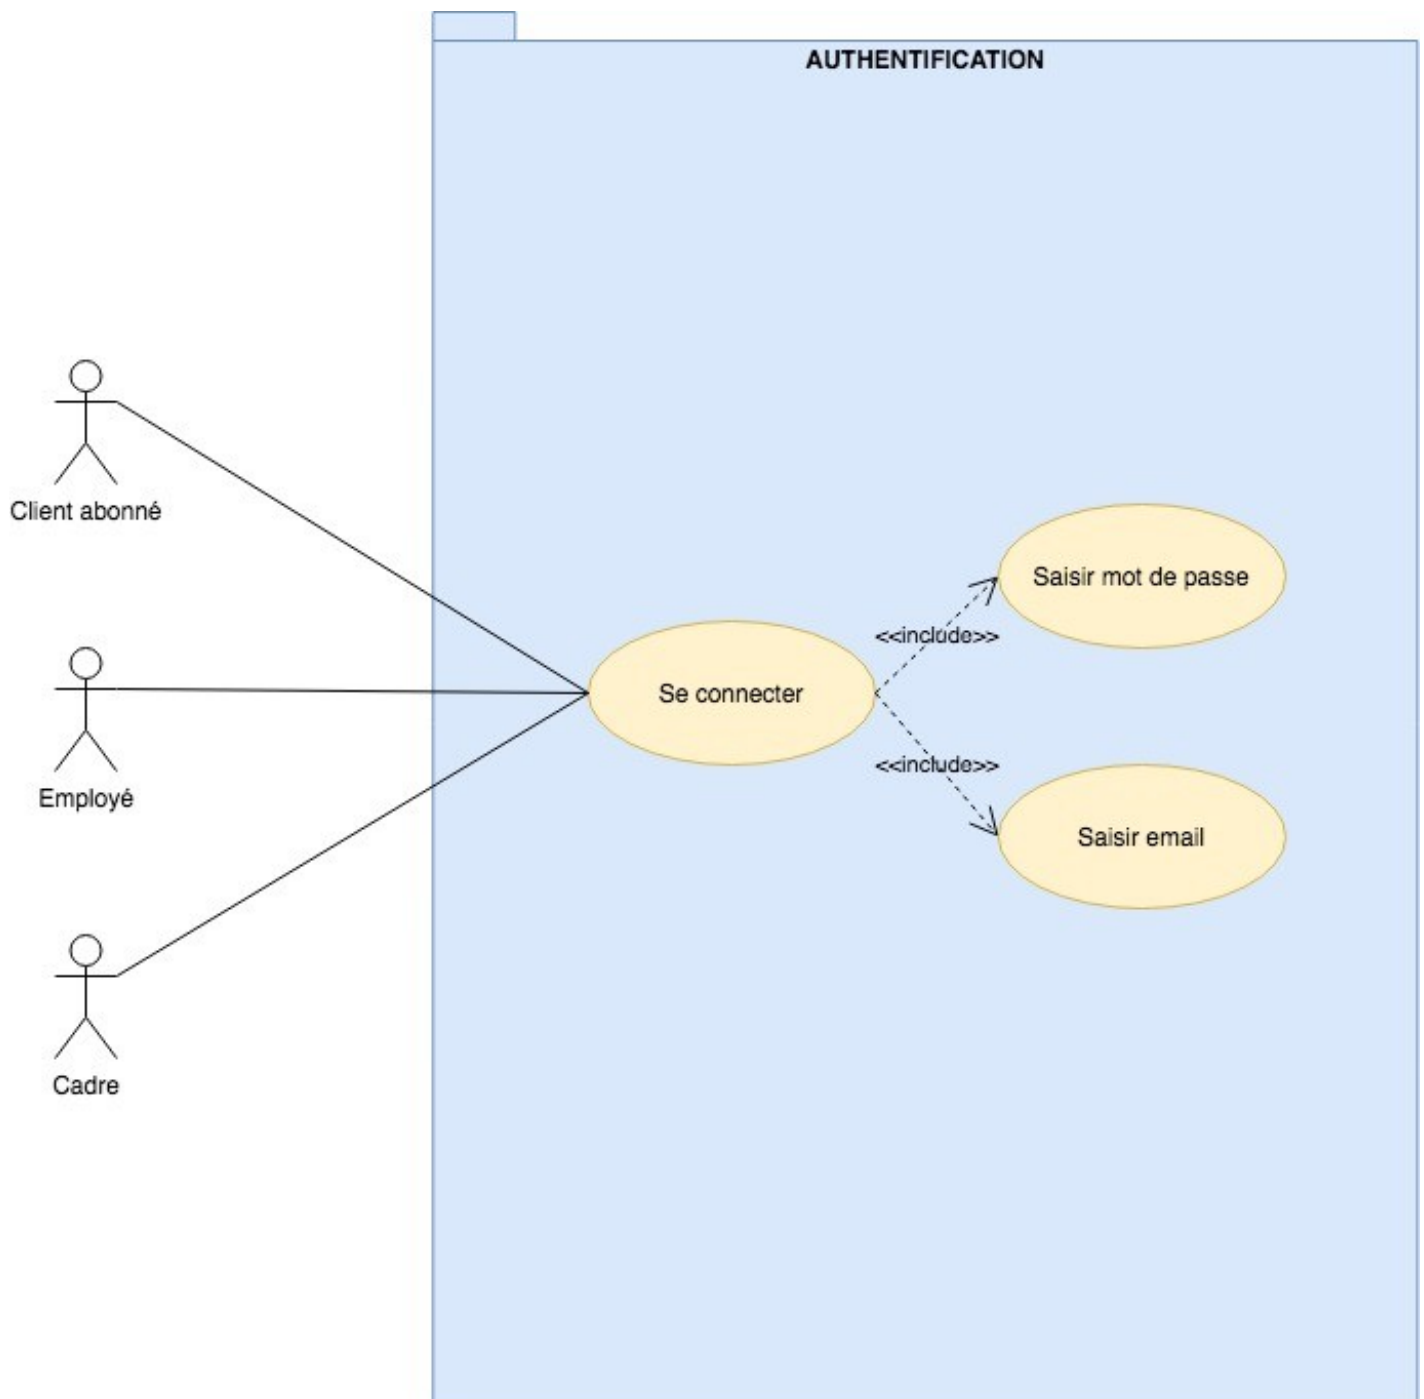 AUTHENTIFICATION
Client abonné
Saisir mot de passe
<<include>>
Se connecter
<<include>>
Employé
Saisir email
Cadre